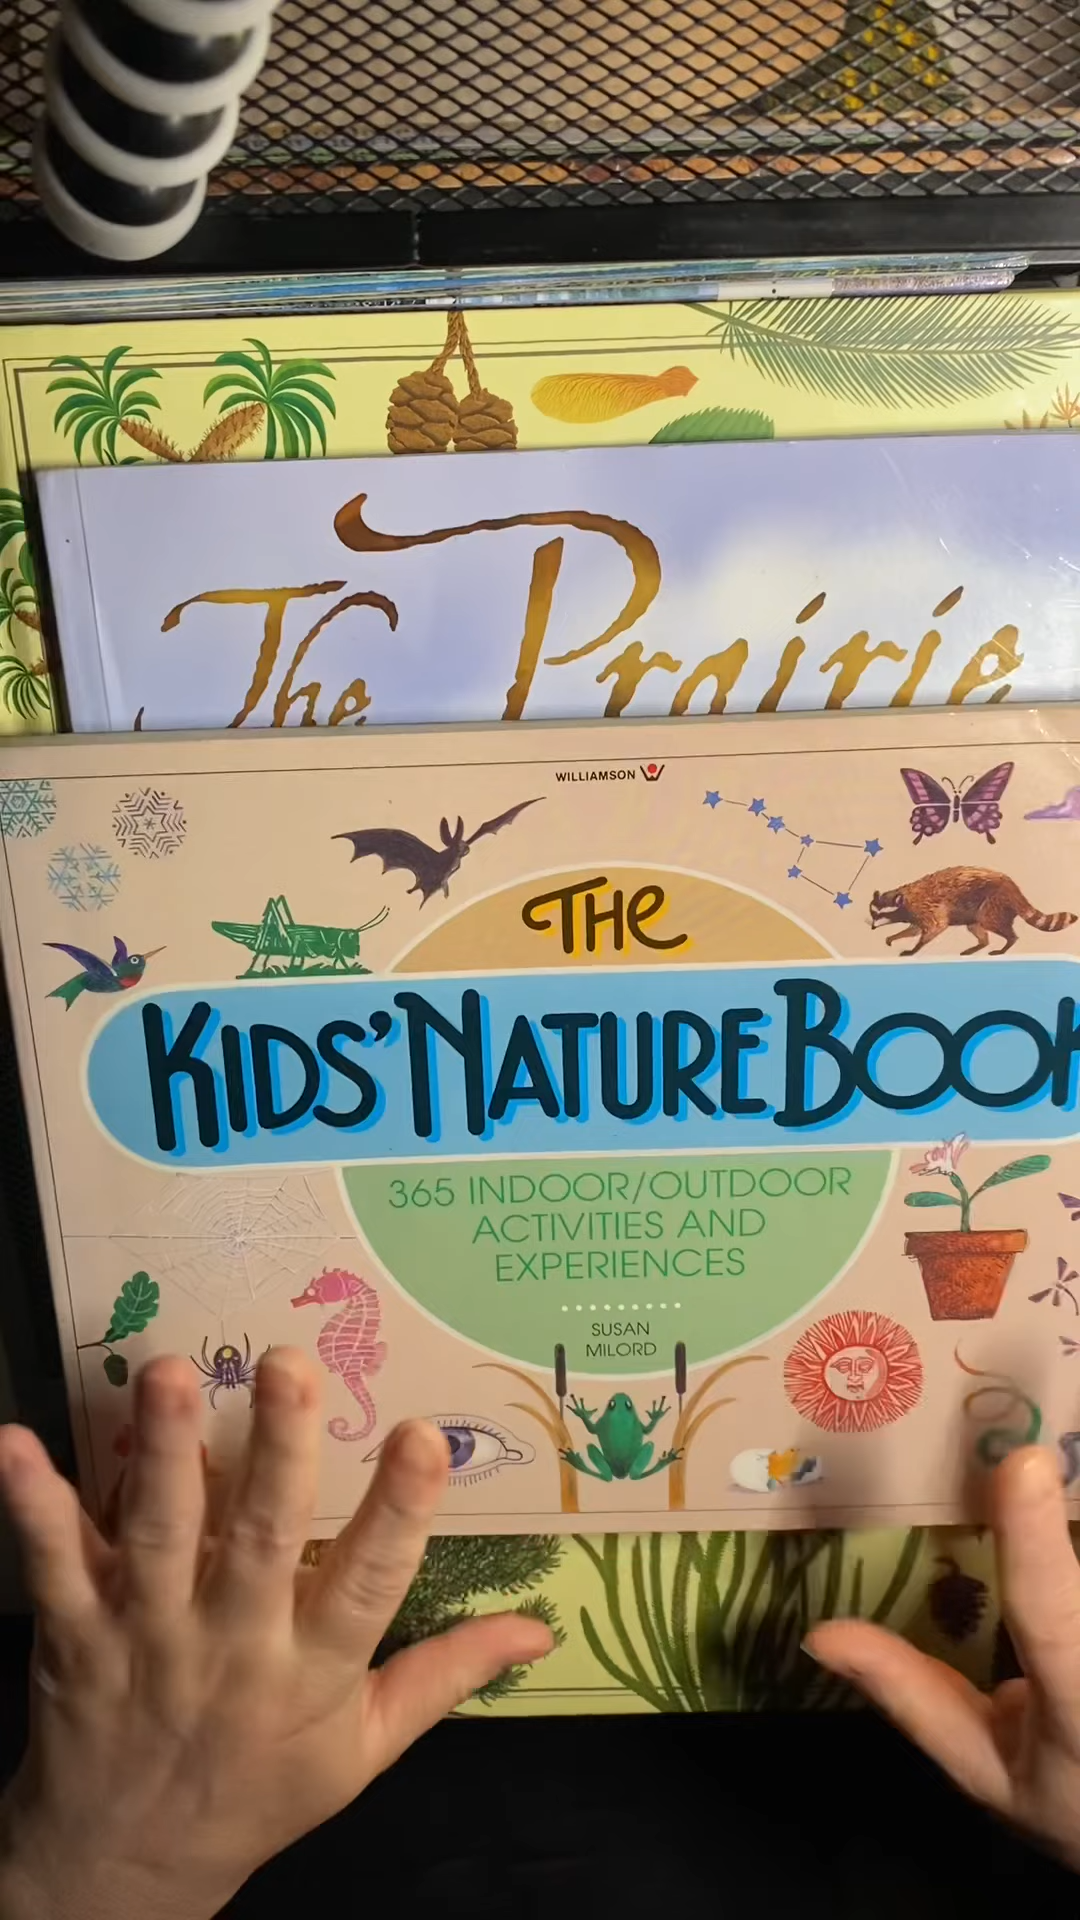 The Prairie
WILLIAMSON
THE
KIDS' NATURE BOOK
365 INDOOR/OUTDOOR
ACTIVITIES AND
EXPERIENCES
SUSAN
MILORD